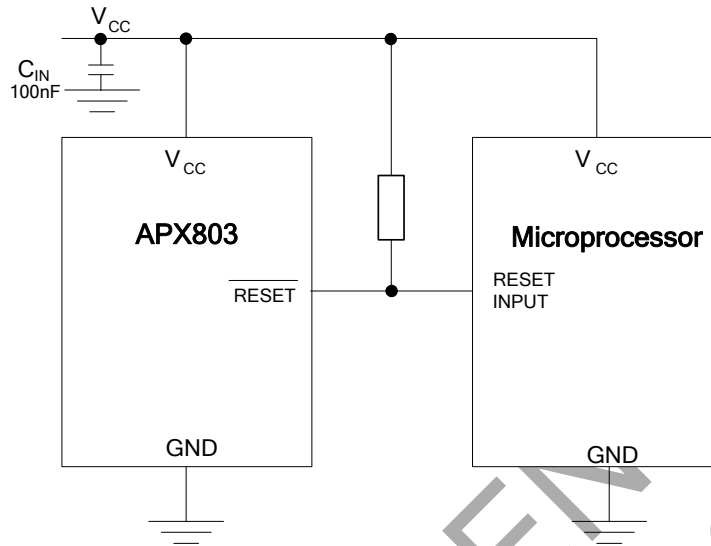 VCC
CIN
100nF
VCC
VCC
APX803
Microprocessor
RESET
RESET
INPUT
GND
GND